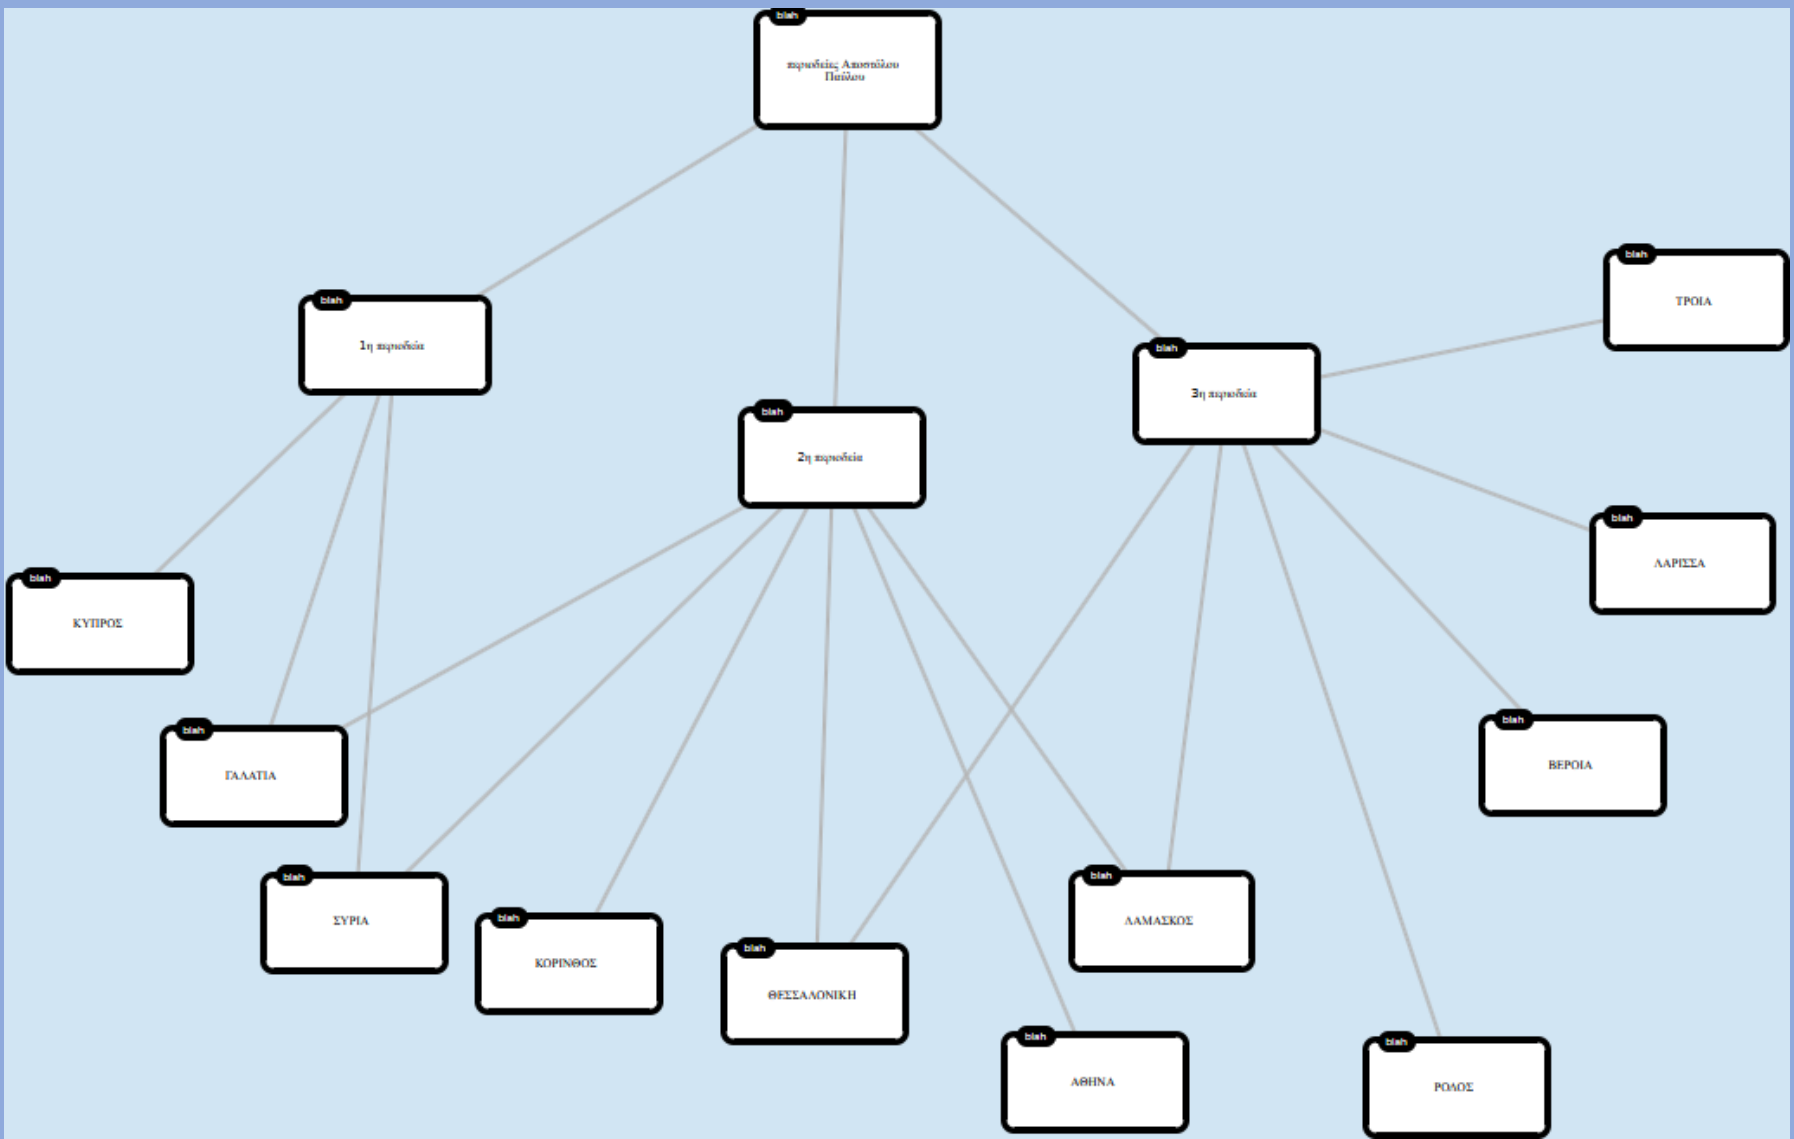 blah
περιοδείες Αποστόλου
Παύλου
blah
1η περιοδεία
blah
2η περιοδεία
blah
3η περιοδεία
blah
ΤΡΟΙΑ
blah
ΛΑΡΙΣΣΑ
blah
ΚΥΠΡΟΣ
blah
ΓΑΛΑΤΙΑ
blah
ΒΕΡΟΙΑ
blah
ΣΥΡΙΑ
blah
ΚΟΡΙΝΘΟΣ
blah
ΘΕΣΣΑΛΟΝΙΚΗ
blah
ΔΑΜΑΣΚΟΣ
blah
ΑΘΗΝΑ
blah
ΡΟΔΟΣ